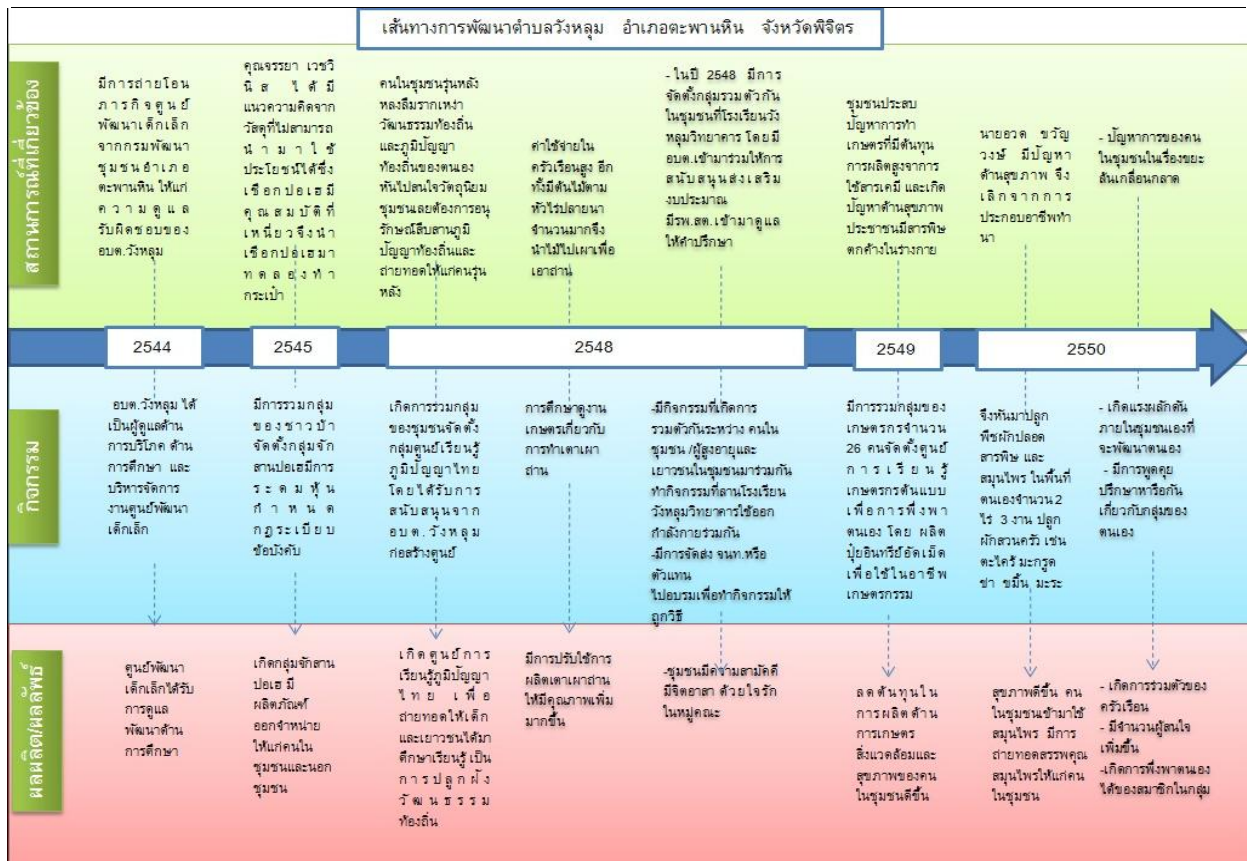 เส้นทางการพัฒนาตำบลวังหลุม อำเภอตะพานหิน จังหวัดพิจิตร
สถานการณ์ที่เกี่ยวข้อง
มีการถ่ายโอน
ภารกิจศูนย์
พัฒนาเด็กเล็ก
จากกรมพัฒนา
ชุมชนอำเภอ
ตะพานหิน ให้แก่
ความดูแล
รับผิดชอบของ
อบต.วังหลุม
คุณจรรยา เวชวิ
นิส ได้มี
แนวความคิดจาก
วัสดุที่ไม่สามารถ
นำมาใช้
ประโยชน์ได้ซึ่ง
เชือกปอเฮมี
คุณสมบัติที่
เหนียวจึงนำ
เชือกปอเฮมา
ทดลองทำ
กระเป๋า
คนในชุมชนรุ่นหลัง
หลงลืมรากเหง้า
วัฒนธรรมท้องถิ่น
และภูมิปัญญา
ท้องถิ่นของตนเอง
หันไปสนใจวัตถุนิยม
ชุมชนเลยต้องการอนุ
รักษ์สืบสานภูมิ
ปัญญาท้องถิ่นและ
ถ่ายทอดให้แก่คนรุ่น
หลัง
ค่าใช้จ่ายใน
ครัวเรือนสูง อีก
ทั้งมีต้นไม้ตาม
หัวไร่ปลายนา
จำนวนมากจึง
นำไม้ไปเผาเพื่อ
เอาถ่าน
- ในปี 2548 มีการ
จัดตั้งกลุ่มรวมตัวกัน
ในชุมชนที่โรงเรียนวัง
หลุมวิทยาคาร โดยมี
อบต.เข้ามาร่วมให้การ
สนับสนุนส่งเสริม
งบประมาณ
มีรพ.สต.เข้ามาดูแล
ให้คำปรึกษา
ชุมชนประสบ
ปัญหาการทำ
เกษตรที่มีต้นทุน
การผลิตสูงจาการ
ใช้สารเคมี และเกิด
ปัญหาด้านสุขภาพ
ประชาชนมีสารพิษ
ตกค้างในร่างกาย
นายอวด ขวัญ
วงษ์ มีปัญหา
ด้านสุขภาพ จึง
เลิกจากการ
ประกอบอาชีพทำ
นา
- ปัญหาการของคน
ในชุมชนในเรื่องขยะ
ล้นเกลื่อนกลาด
2544
2545
2548
2549
2550
กิจกรรม
อบต.วังหลุม ได้
เป็นผู้ดูแลด้าน
การบริโภค ด้าน
การศึกษา และ
บริหารจัดการ
งานศูนย์พัฒนา
เด็กเล็ก
มีการรวมกลุ่ม
ของชาวบ้า
จัดตั้งกลุ่มจัก
สานปอเฮมีการ
ระดมหุ้น
กำหนด
กฎระเบียบ
ข้อบังคับ
เกิดการรวมกลุ่ม
ของชุมชนจัดตั้ง
กลุ่มศูนย์เรียนรู้
ภูมิปัญญาไทย
โดยได้รับการ
สนับสนุนจาก
อบต.วังหลุม
ก่อสร้างศูนย์
การศึกษาดูงาน
เกษตรเกี่ยวกับ
การทำเตาเผา
ถ่าน
-มีกิจกรรมที่เกิดการ
รวมตัวกันระหว่าง คนใน
ชุมชน /ผู้สูงอายุและ
เยาวชนในชุมชนมาร่วมกัน
ทำกิจกรรมที่ลานโรงเรียน
วังหลุมวิทยาคารใช้ออก
กำลังกายร่วมกัน
-มีการจัดส่ง จนท.หรือ
ตัวแทน
ไปอบรมเพื่อทำกิจกรรมให้
ถูกวิธี
มีการรวมกลุ่มของ
เกษตรกรจำนวน
26 คนจัดตั้งศูนย์
การเรียนรู้
เกษตรกรต้นแบบ
เพื่อการพึ่งพา
ตนเอง โดย ผลิต
ปุ๋ยอินทรีย์อัดเม็ด
เพื่อใช้ในอาชีพ
เกษตรกรรม
จึงหันมาปลูก
พืชผักปลอด
สารพิษ และ
สมุนไพร ในพื้นที่
ตนเองจำนวน 2
ไร่ 3 งาน ปลูก
ผักสวนครัว เช่น
ตะไคร้ มะกรูด
ข่า ขมิ้น มะระ
- เกิดแรงผลักดัน
ภายในชุมชนเองที่
จะพัฒนาตนเอง
- มีการพูดคุย
ปรึกษาหารือกัน
เกี่ยวกับกลุ่มของ
ตนเอง
ผลผลิต/ผลลัพธ์
ศูนย์พัฒนา
เด็กเล็กได้รับ
การดูแล
พัฒนาด้าน
การศึกษา
เกิดกลุ่มจักสาน
ปอเฮ มี
ผลิตภัณฑ์
ออกจำหน่าย
ให้แก่คนใน
ชุมชนและนอก
ชุมชน
เกิดศูนย์การ
เรียนรู้ภูมิปัญญา
ไทย เพื่อ
ถ่ายทอดให้เด็ก
และเยาวชนได้มา
ศึกษาเรียนรู้ เป็น
การปลูกฝัง
วัฒนธรรม
ท้องถิ่น
มีการปรับใช้การ
ผลิตเตาเผาถ่าน
ให้มีคุณภาพเพิ่ม
มากขึ้น
-ชุมชนมีความสามัคคี
มีจิตอาสา ด้วยใจรัก
ในหมู่คณะ
ลดต้นทุนใน
การผลิตด้าน
การเกษตร
สิ่งแวดล้อมและ
สุขภาพของคน
ในชุมชนดีขึ้น
สุขภาพดีขึ้น คน
ในชุมชนเข้ามาใช้
สมุนไพร มีการ
ถ่ายทอดสรรพคุณ
สมุนไพรให้แก่คน
ในชุมชน
- เกิดการร่วมตัวของ
ครัวเรือน
- มีจำนวนผู้สนใจ
เพิ่มขึ้น
-เกิดการพึ่งพาตนเอง
ได้ของสมาชิกในกลุ่ม